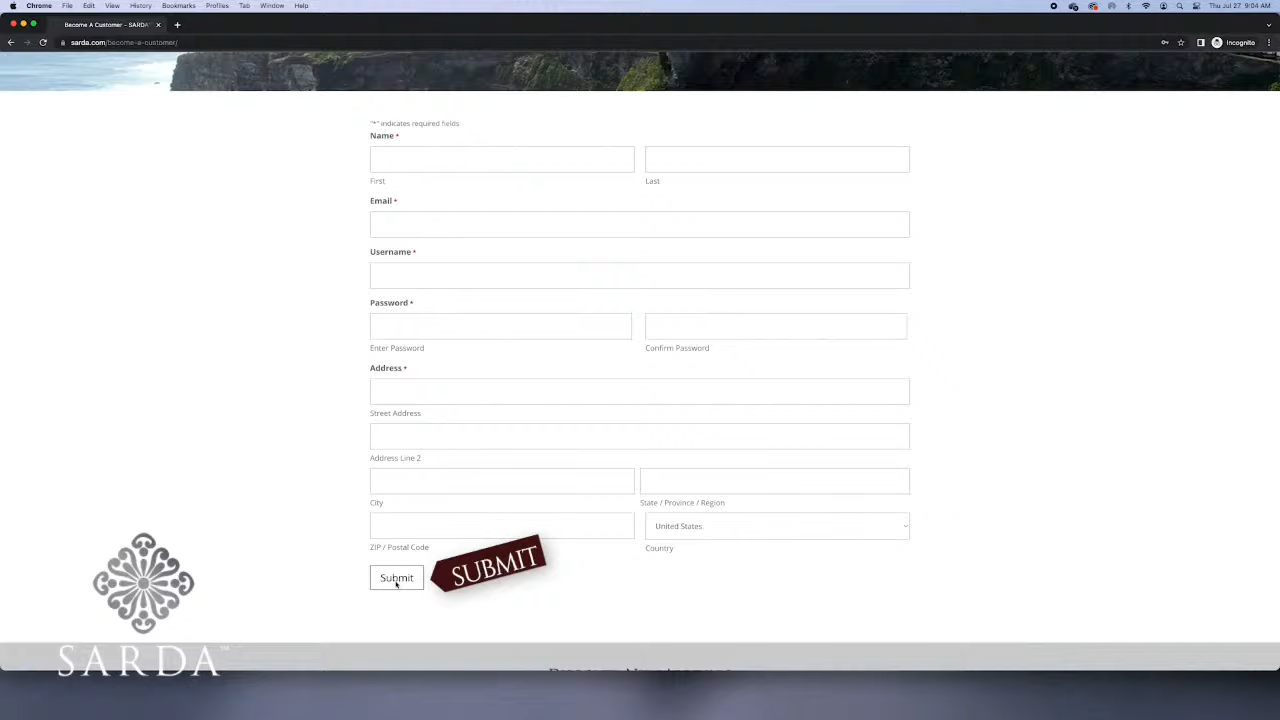 Chrome File Edit View History Bookmarks Profiles Tab Window Help Thu Jul 27 9:04 AM
Become A Customer - SARDA
sarda.com/become-a-customer/ Incognito
"*" indicates required fields
Name *
First Last
Email *
Username *
Password *
Enter Password Confirm Password
Address *
Street Address
Address Line 2
City State / Province / Region
United States
ZIP / Postal Code Country
Submit SUBMIT
SARDA™